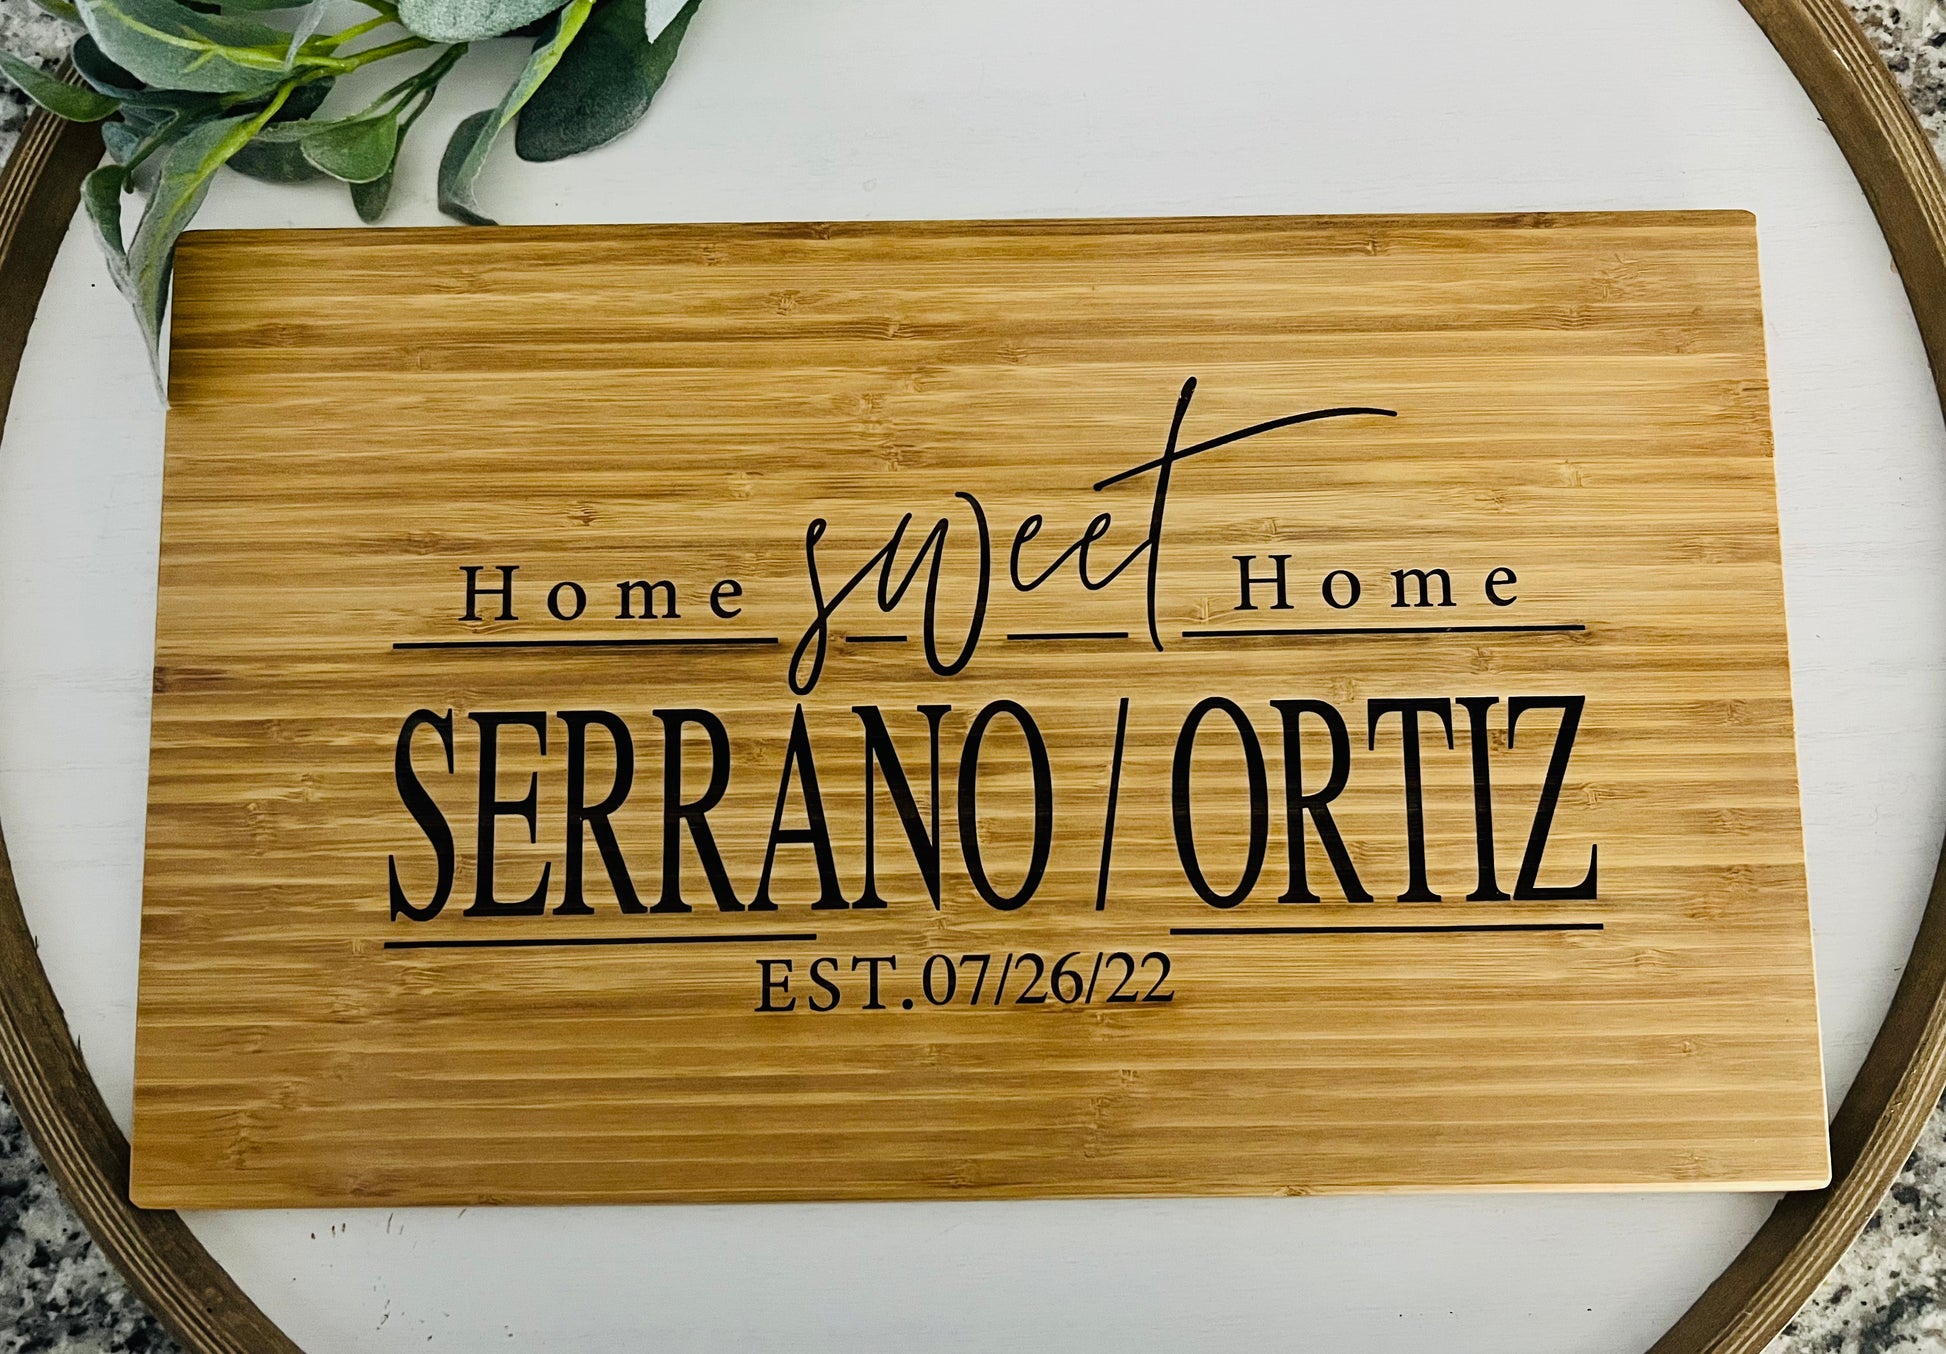 Home sweet Home
SERRANO / ORTIZ
EST.07/26/22